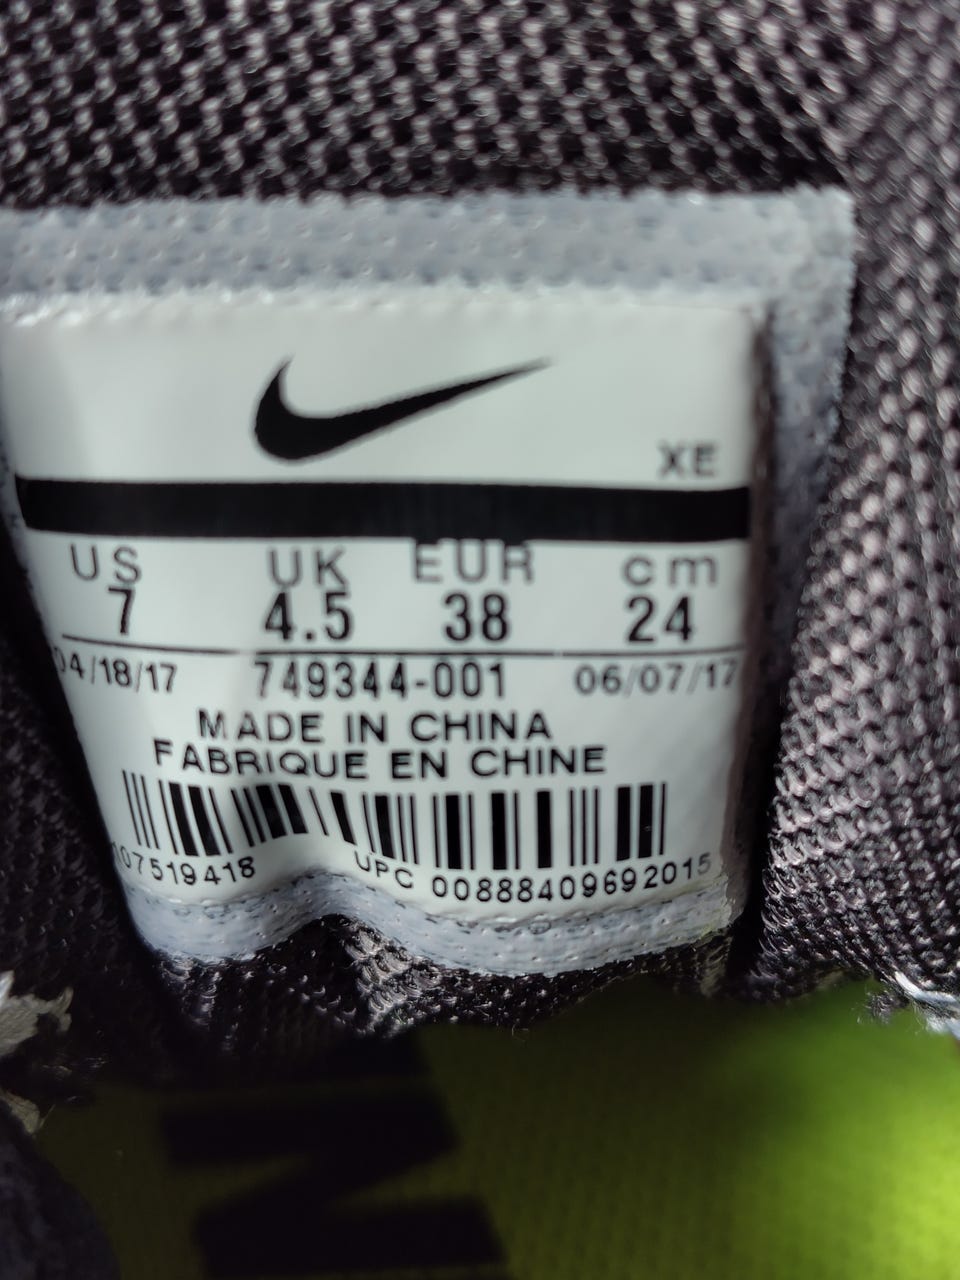 XE
US UK EUR cm
7 4.5 38 24
04/18/17 749344-001 06/07/17
MADE IN CHINA
FABRIQUE EN CHINE
107519418 UPC 00888409692015